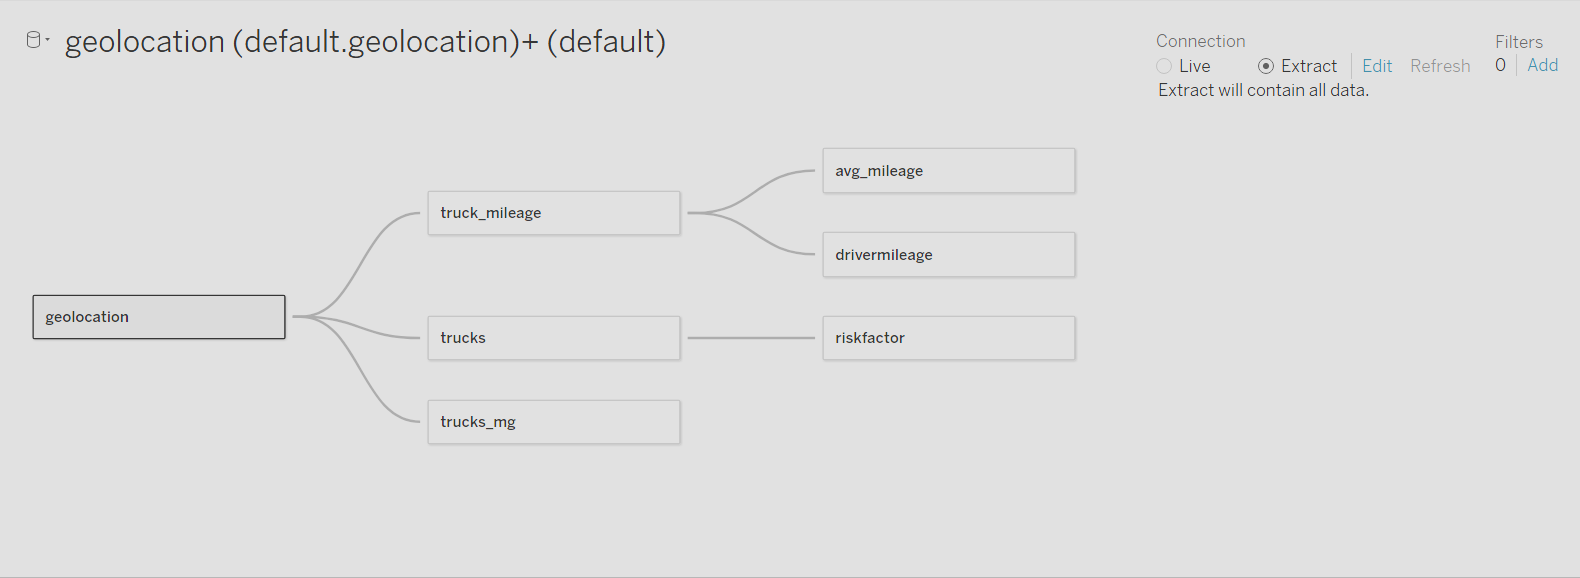 geolocation (default.geolocation)+ (default)
Connection
Live Extract Edit Refresh
Extract will contain all data.
Filters
0 Add
geolocation
truck_mileage
trucks
trucks_mg
avg_mileage
drivermileage
riskfactor